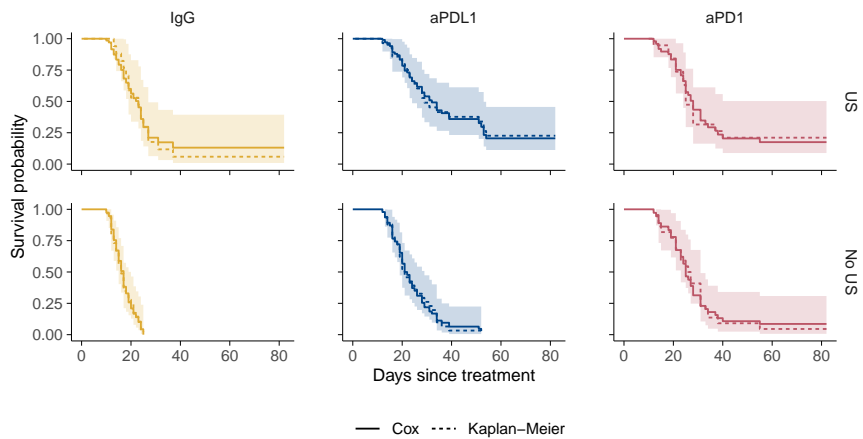 IgG aPDL1 aPD1
1.00
0.75
0.50
0.25
0.00
US
1.00
0.75
0.50
0.25
0.00
No US
Survival probability
0 20 40 60 80 0 20 40 60 80 0 20 40 60 80
Days since treatment
Cox Kaplan−Meier